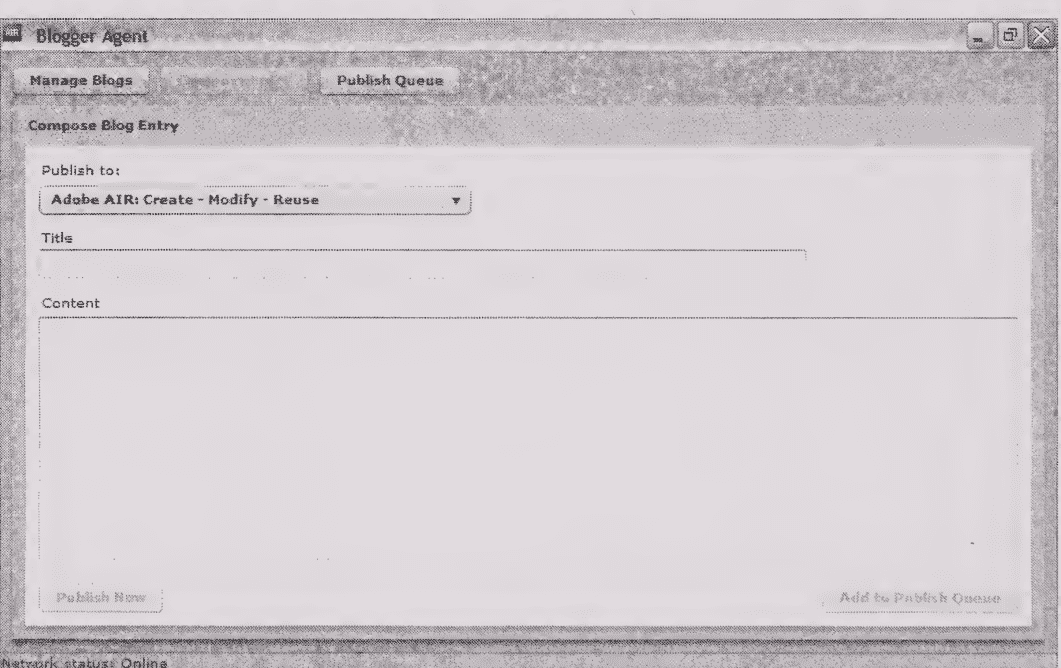 AIR Blogger Agent
Manage Blogs Publish Queue
Compose Blog Entry
Publish to:
Adobe AIR: Create - Modify - Reuse
Title
Content
Publish Now Add to Publish Queue
Network status: Online